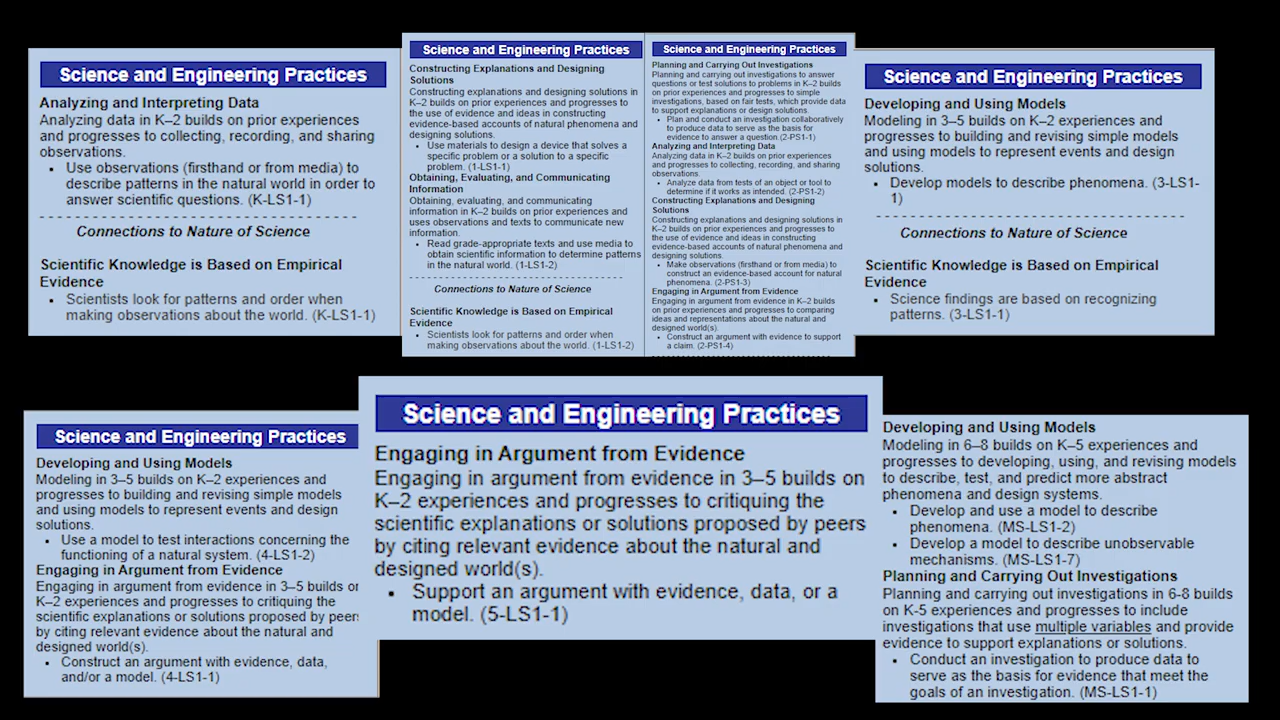 Science and Engineering Practices
Analyzing and Interpreting Data
Analyzing data in K–2 builds on prior experiences
and progresses to collecting, recording, and sharing
observations.
• Use observations (firsthand or from media) to
describe patterns in the natural world in order to
answer scientific questions. (K-LS1-1)
Connections to Nature of Science
Scientific Knowledge is Based on Empirical
Evidence
• Scientists look for patterns and order when
making observations about the world. (K-LS1-1)
Science and Engineering Practices
Constructing Explanations and Designing
Solutions
Constructing explanations and designing solutions in
K–2 builds on prior experiences and progresses to
the use of evidence and ideas in constructing
evidence-based accounts of natural phenomena and
designing solutions.
• Use materials to design a device that solves a
specific problem or a solution to a specific
problem. (1-LS1-1)
Obtaining, Evaluating, and Communicating
Information
Obtaining, evaluating, and communicating
information in K–2 builds on prior experiences and
uses observations and texts to communicate new
information.
• Read grade-appropriate texts and use media to
obtain scientific information to determine patterns
in the natural world. (1-LS1-2)
Connections to Nature of Science
Scientific Knowledge is Based on Empirical
Evidence
• Scientists look for patterns and order when
making observations about the world. (1-LS1-2)
Science and Engineering Practices
Planning and Carrying Out Investigations
Planning and carrying out investigations to answer
questions or test solutions to problems in K–2 builds
on prior experiences and progresses to simple
investigations, based on fair tests, which provide data
to support explanations or design solutions.
• Plan and conduct an investigation collaboratively
to produce data to serve as the basis for
evidence to answer a question.(2-PS1-1)
Analyzing and Interpreting Data
Analyzing data in K–2 builds on prior experiences
and progresses to collecting, recording, and sharing
observations.
• Analyze data from tests of an object or tool to
determine if it works as intended. (2-PS1-2)
Constructing Explanations and Designing
Solutions
Constructing explanations and designing solutions in
K–2 builds on prior experiences and progresses to
the use of evidence and ideas in constructing
evidence-based accounts of natural phenomena and
designing solutions.
• Make observations (firsthand or from media) to
construct an evidence-based account for natural
phenomena. (2-PS1-3)
Engaging in Argument from Evidence
Engaging in argument from evidence in K–2 builds
on prior experiences and progresses to comparing
ideas and representations about the natural and
designed world(s).
• Construct an argument with evidence to support
a claim. (2-PS1-4)
Science and Engineering Practices
Developing and Using Models
Modeling in 3–5 builds on K–2 experiences and
progresses to building and revising simple models
and using models to represent events and design
solutions.
• Develop models to describe phenomena. (3-LS1-
1)
Connections to Nature of Science
Scientific Knowledge is Based on Empirical
Evidence
• Science findings are based on recognizing
patterns. (3-LS1-1)
Science and Engineering Practices
Developing and Using Models
Modeling in 3–5 builds on K–2 experiences and
progresses to building and revising simple models
and using models to represent events and design
solutions.
• Use a model to test interactions concerning the
functioning of a natural system. (4-LS1-2)
Engaging in Argument from Evidence
Engaging in argument from evidence in 3–5 builds or
K–2 experiences and progresses to critiquing the
scientific explanations or solutions proposed by peers
by citing relevant evidence about the natural and
designed world(s).
• Construct an argument with evidence, data,
and/or a model. (4-LS1-1)
Science and Engineering Practices
Engaging in Argument from Evidence
Engaging in argument from evidence in 3–5 builds on
K–2 experiences and progresses to critiquing the
scientific explanations or solutions proposed by peers
by citing relevant evidence about the natural and
designed world(s).
• Support an argument with evidence, data, or a
model. (5-LS1-1)
Developing and Using Models
Modeling in 6–8 builds on K–5 experiences and
progresses to developing, using, and revising models
to describe, test, and predict more abstract
phenomena and design systems.
• Develop and use a model to describe
phenomena. (MS-LS1-2)
• Develop a model to describe unobservable
mechanisms. (MS-LS1-7)
Planning and Carrying Out Investigations
Planning and carrying out investigations in 6-8 builds
on K-5 experiences and progresses to include
investigations that use multiple variables and provide
evidence to support explanations or solutions.
• Conduct an investigation to produce data to
serve as the basis for evidence that meet the
goals of an investigation. (MS-LS1-1)